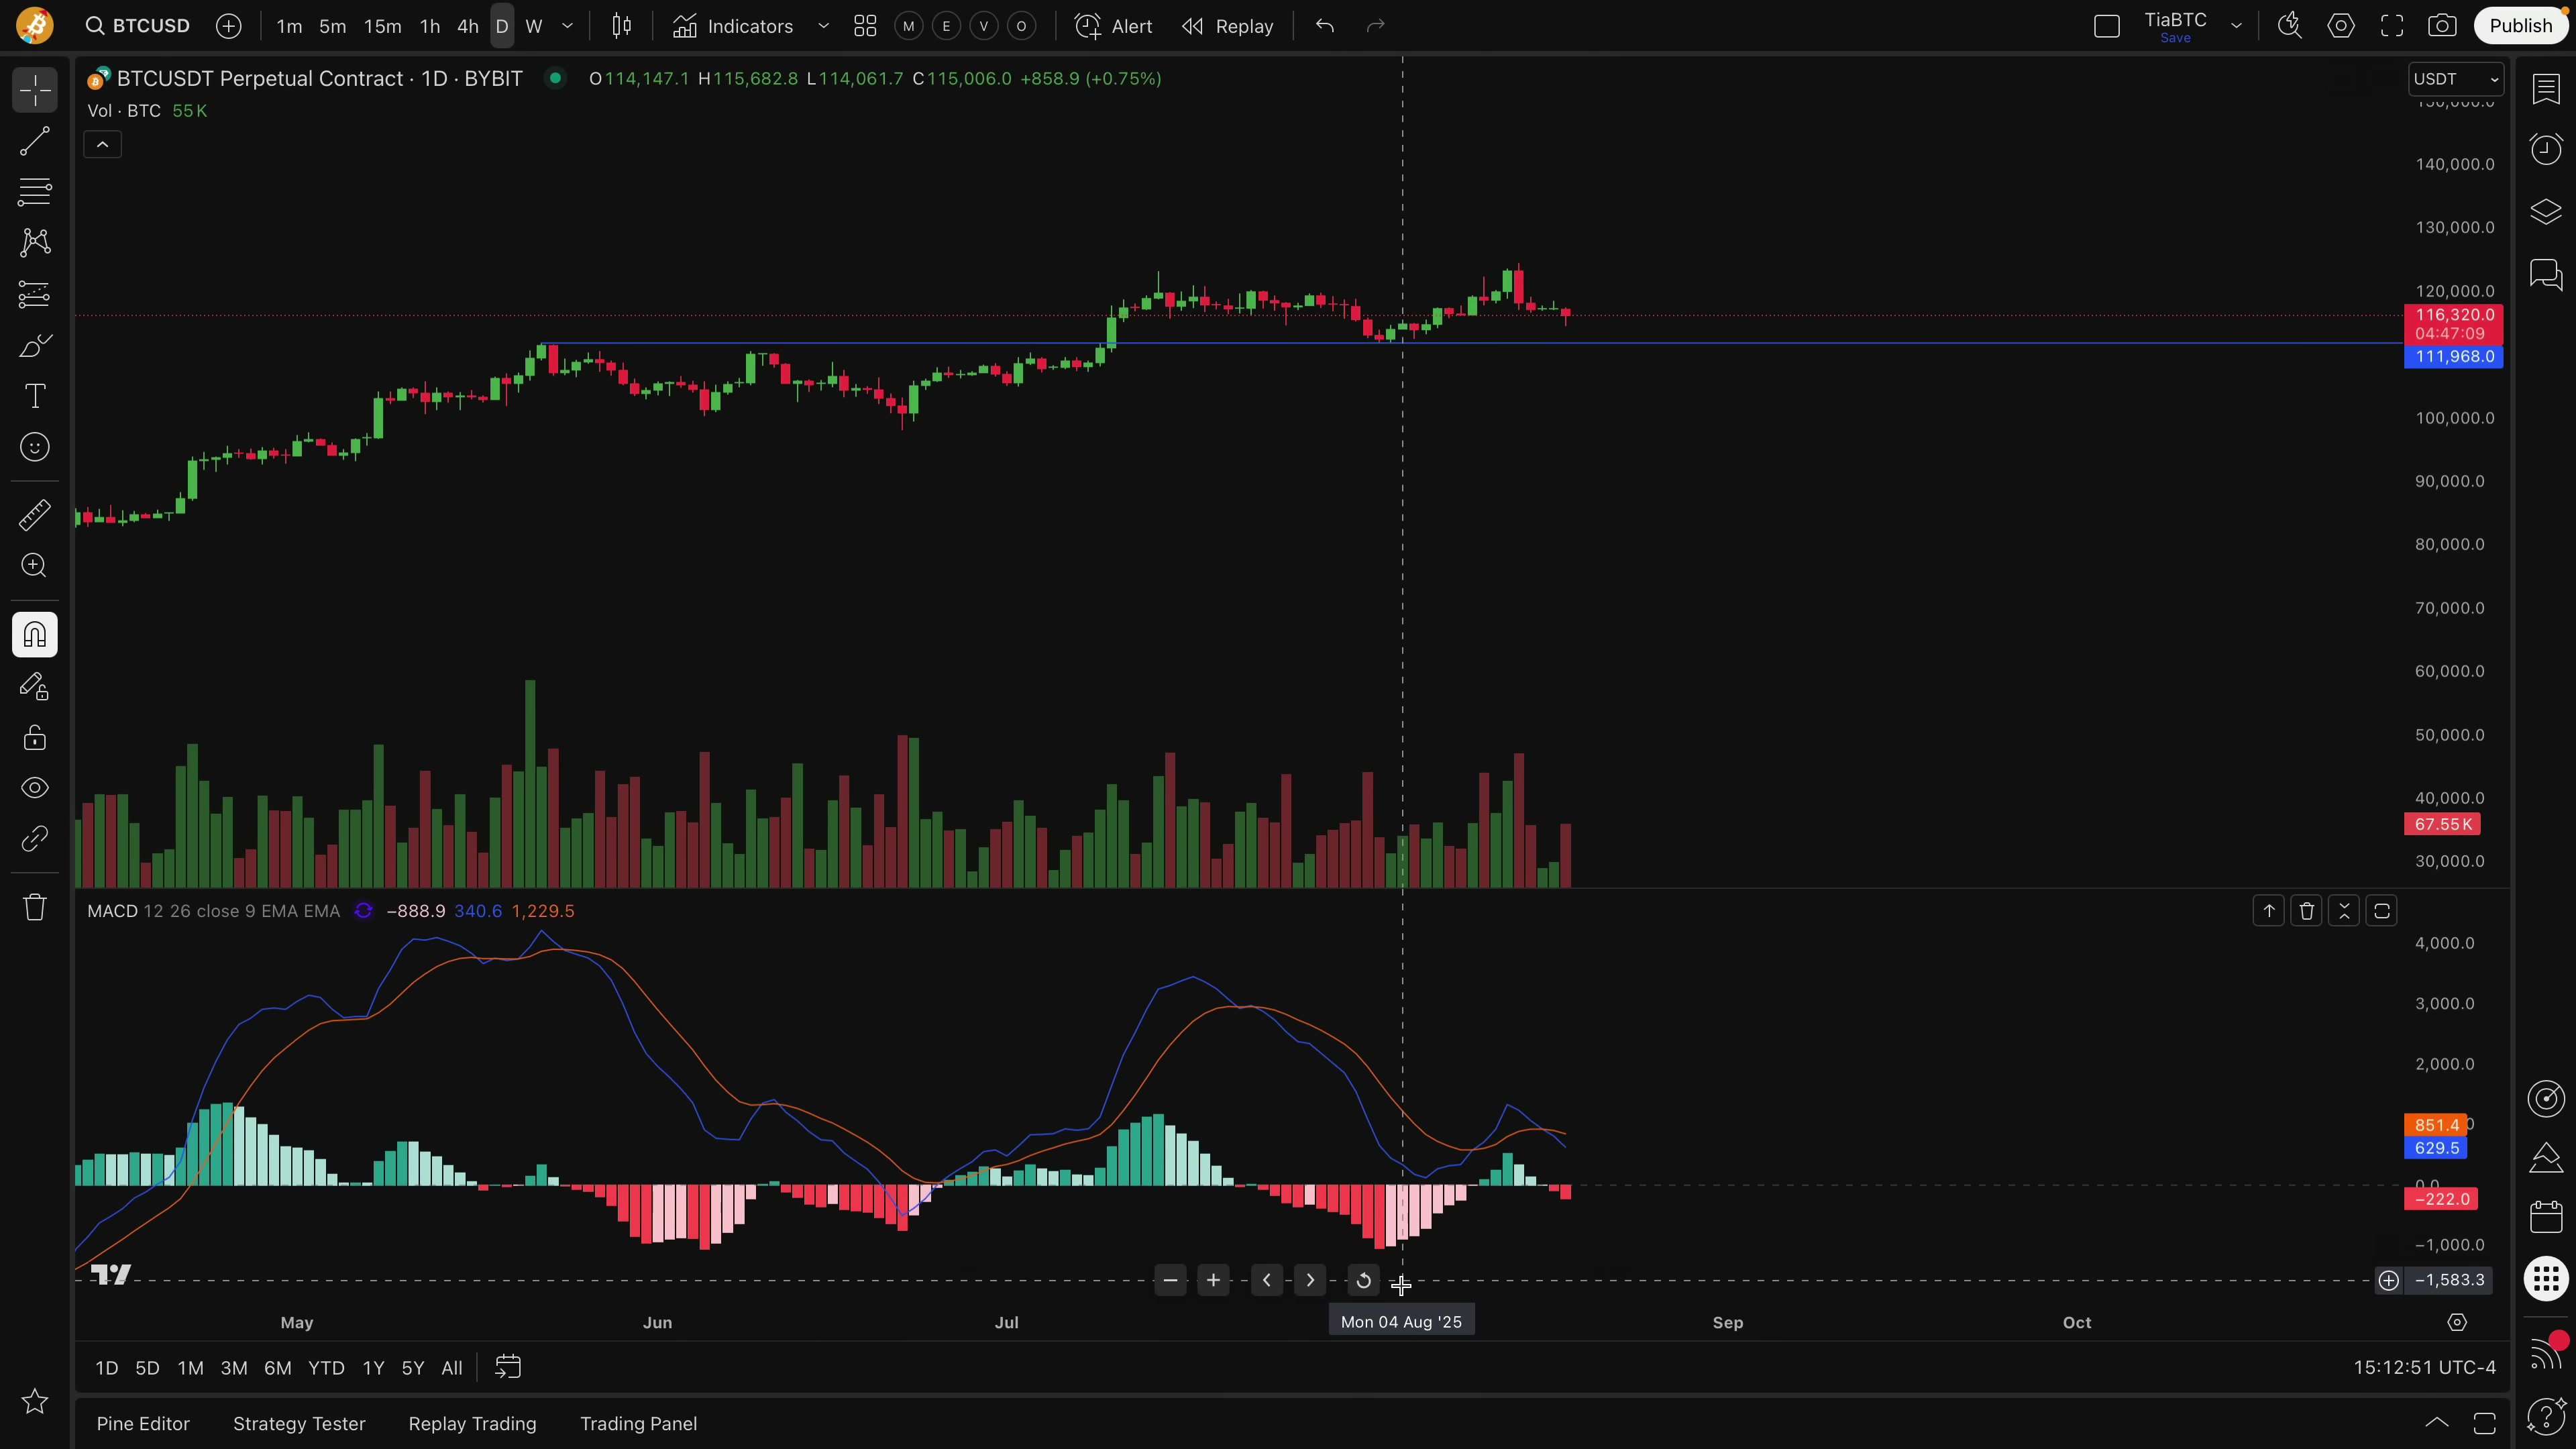 BTCUSD 1m 5m 15m 1h 4h D W Indicators M E V O Alert Replay TiaBTC Save Publish
BTCUSDT Perpetual Contract · 1D · BYBIT O114,147.1 H115,682.8 L114,061.7 C115,006.0 +858.9 (+0.75%) USDT
Vol · BTC 55K
140,000.0
130,000.0
120,000.0
116,320.0
04:47:09
111,968.0
100,000.0
90,000.0
80,000.0
70,000.0
60,000.0
50,000.0
40,000.0
67.55K
30,000.0
MACD 12 26 close 9 EMA EMA −888.9 340.6 1,229.5
4,000.0
3,000.0
2,000.0
851.4
629.5
−222.0
−1,000.0
−1,583.3
May Jun Jul Mon 04 Aug '25 Sep Oct
1D 5D 1M 3M 6M YTD 1Y 5Y All 15:12:51 UTC-4
Pine Editor Strategy Tester Replay Trading Trading Panel